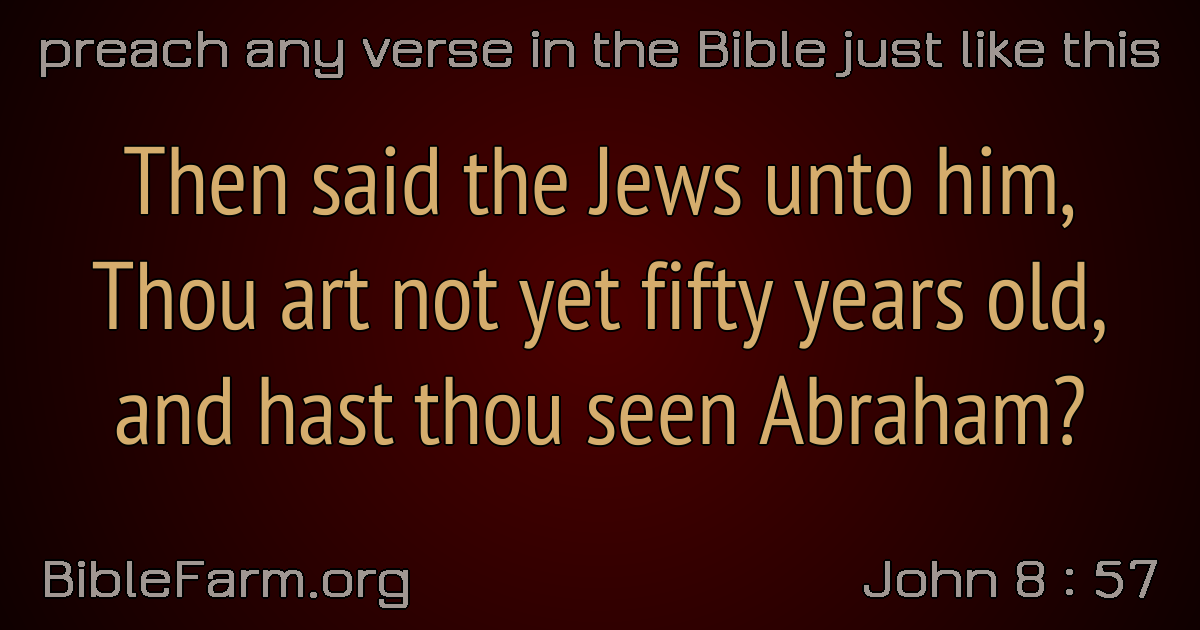 preach any verse in the Bible just like this
Then said the Jews unto him,
Thou art not yet fifty years old,
and hast thou seen Abraham?
BibleFarm.org
John 8 : 57